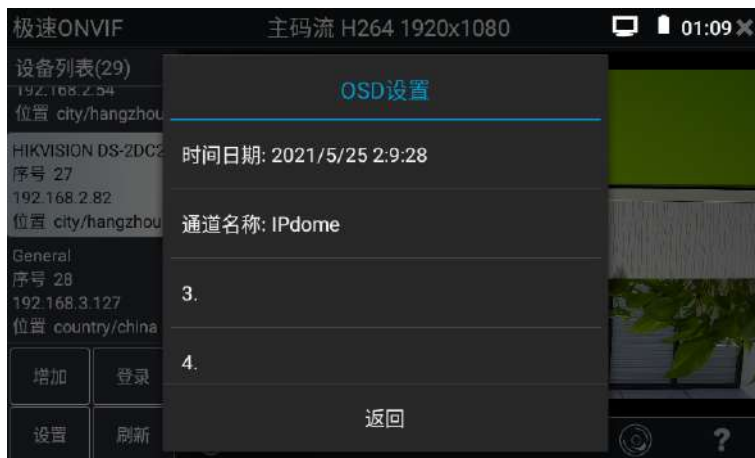 极速ONVIF
主码流 H264 1920x1080
01:09
设备列表(29)
192.168.2.54
位置 city/hangzhou
HIKVISION DS-2DC2
序号 27
192.168.2.82
位置 city/hangzhou
General
序号 28
192.168.3.127
位置 country/china
增加
登录
设置
刷新
OSD设置
时间日期: 2021/5/25 2:9:28
通道名称: IPdome
3.
4.
返回
?